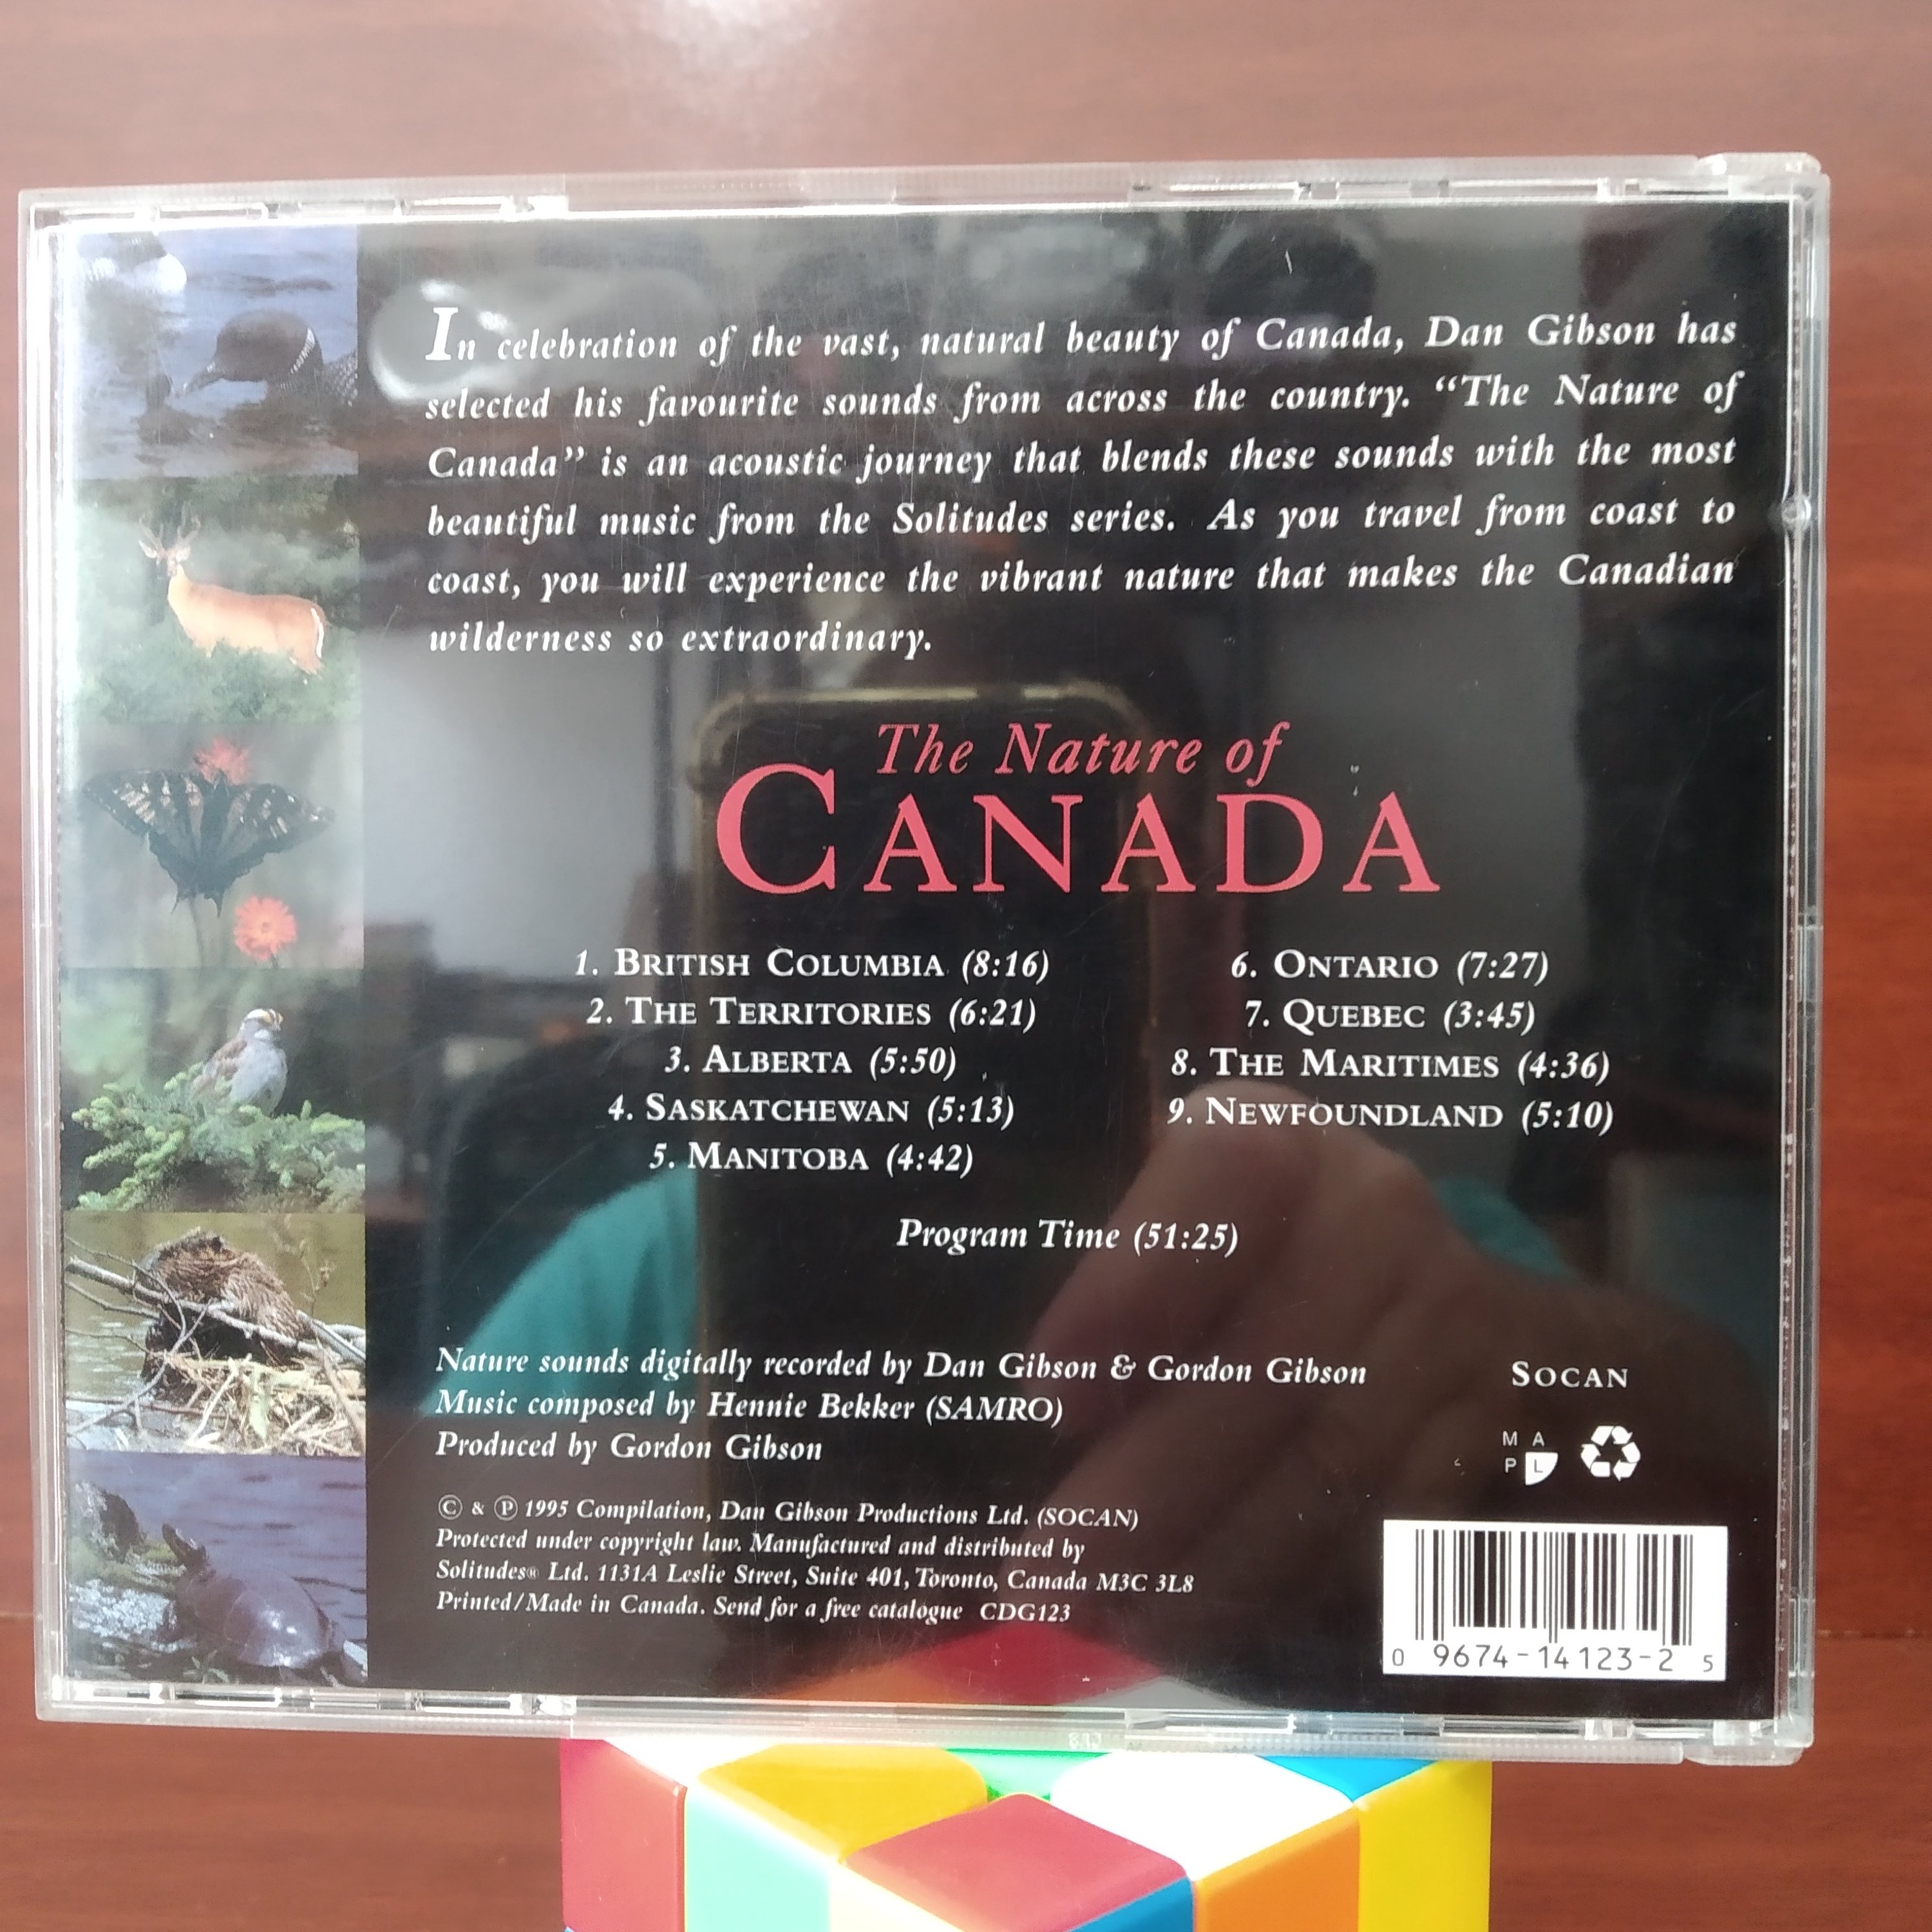 In celebration of the vast, natural beauty of Canada, Dan Gibson has
selected his favourite sounds from across the country. “The Nature of
Canada” is an acoustic journey that blends these sounds with the most
beautiful music from the Solitudes series. As you travel from coast to
coast, you will experience the vibrant nature that makes the Canadian
wilderness so extraordinary.
The Nature of
CANADA
1. BRITISH COLUMBIA (8:16)
2. THE TERRITORIES (6:21)
3. ALBERTA (5:50)
4. SASKATCHEWAN (5:13)
5. MANITOBA (4:42)
6. ONTARIO (7:27)
7. QUEBEC (3:45)
8. THE MARITIMES (4:36)
9. NEWFOUNDLAND (5:10)
Program Time (51:25)
Nature sounds digitally recorded by Dan Gibson & Gordon Gibson
Music composed by Hennie Bekker (SAMRO)
Produced by Gordon Gibson
© & ℗ 1995 Compilation, Dan Gibson Productions Ltd. (SOCAN)
Protected under copyright law. Manufactured and distributed by
Solitudes® Ltd. 1131A Leslie Street, Suite 401, Toronto, Canada M3C 3L8
Printed/Made in Canada. Send for a free catalogue CDG123
SOCAN
M A
P L
0 9674-14123-2 5